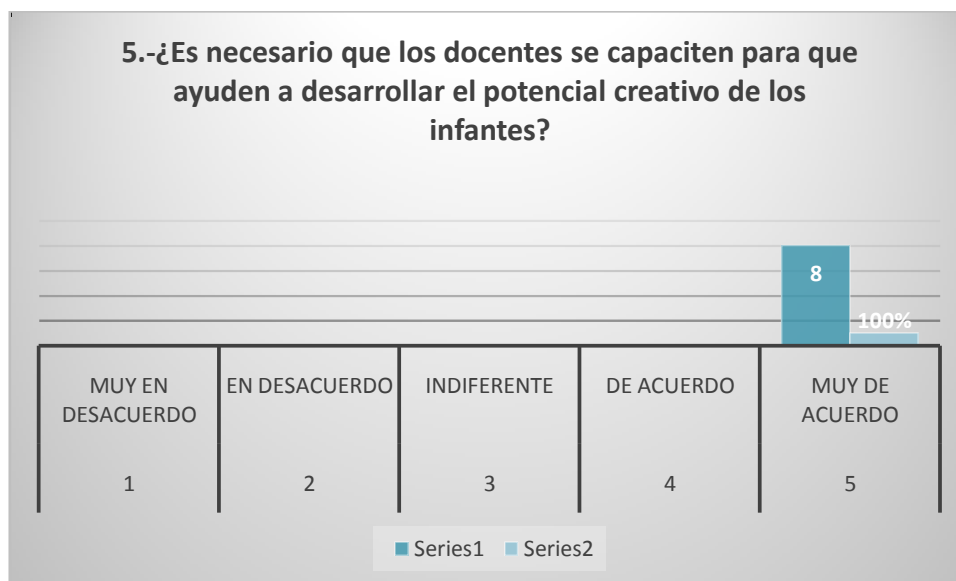 5.-¿Es necesario que los docentes se capaciten para que
ayuden a desarrollar el potencial creativo de los
infantes?
8
100%
MUY EN
DESACUERDO
EN DESACUERDO
INDIFERENTE
DE ACUERDO
MUY DE
ACUERDO
1
2
3
4
5
Series1
Series2